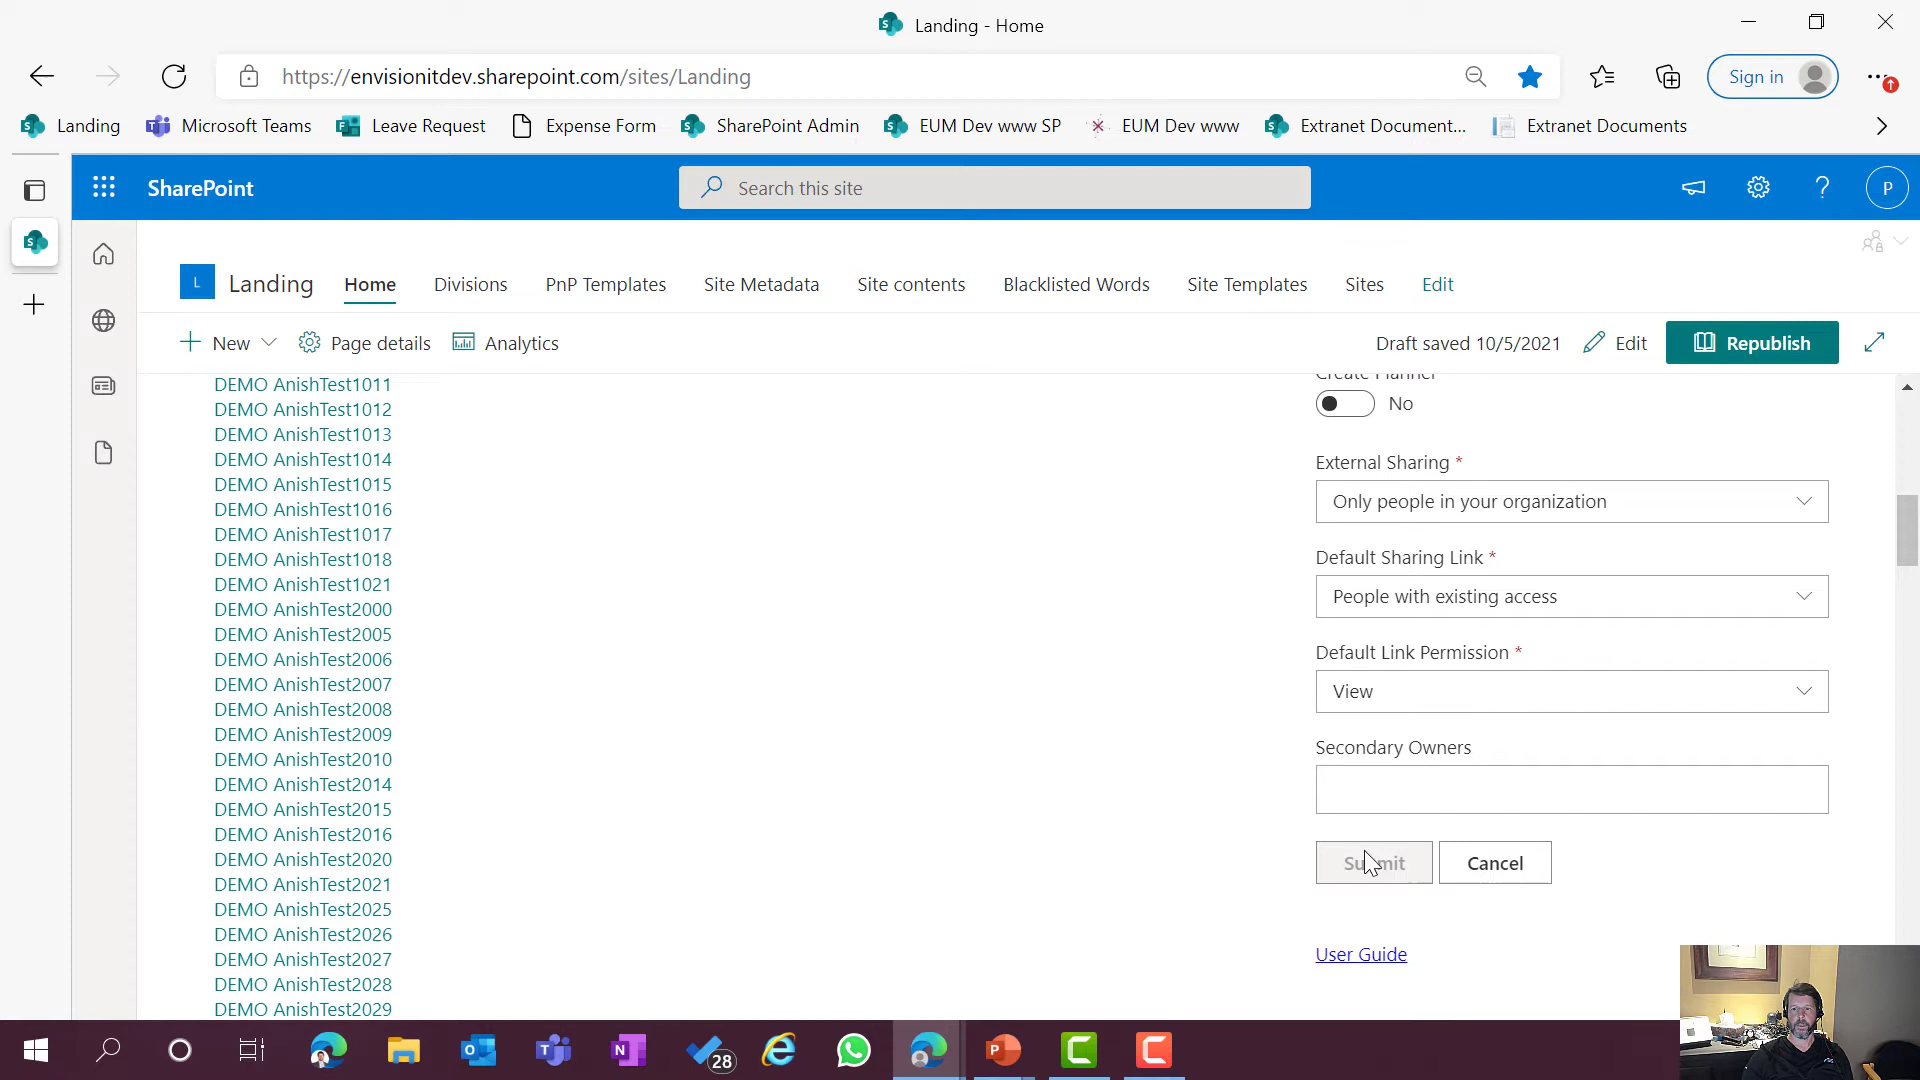 Landing - Home
https://envisionitdev.sharepoint.com/sites/Landing
Sign in
Landing
Microsoft Teams
Leave Request
Expense Form
SharePoint Admin
EUM Dev www SP
EUM Dev www
Extranet Document...
Extranet Documents
SharePoint
Search this site
P
L
Landing
Home
Divisions
PnP Templates
Site Metadata
Site contents
Blacklisted Words
Site Templates
Sites
Edit
New
Page details
Analytics
Draft saved 10/5/2021
Edit
Republish
DEMO AnishTest1011
DEMO AnishTest1012
DEMO AnishTest1013
DEMO AnishTest1014
DEMO AnishTest1015
DEMO AnishTest1016
DEMO AnishTest1017
DEMO AnishTest1018
DEMO AnishTest1021
DEMO AnishTest2000
DEMO AnishTest2005
DEMO AnishTest2006
DEMO AnishTest2007
DEMO AnishTest2008
DEMO AnishTest2009
DEMO AnishTest2010
DEMO AnishTest2014
DEMO AnishTest2015
DEMO AnishTest2016
DEMO AnishTest2020
DEMO AnishTest2021
DEMO AnishTest2025
DEMO AnishTest2026
DEMO AnishTest2027
DEMO AnishTest2028
DEMO AnishTest2029
Create Planner
No
External Sharing *
Only people in your organization
Default Sharing Link *
People with existing access
Default Link Permission *
View
Secondary Owners
Submit
Cancel
User Guide
28